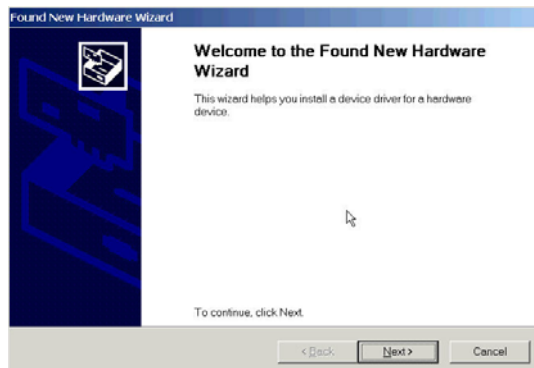 Found New Hardware Wizard
Welcome to the Found New Hardware
Wizard
This wizard helps you install a device driver for a hardware
device.
To continue, click Next.
< Back
Next >
Cancel